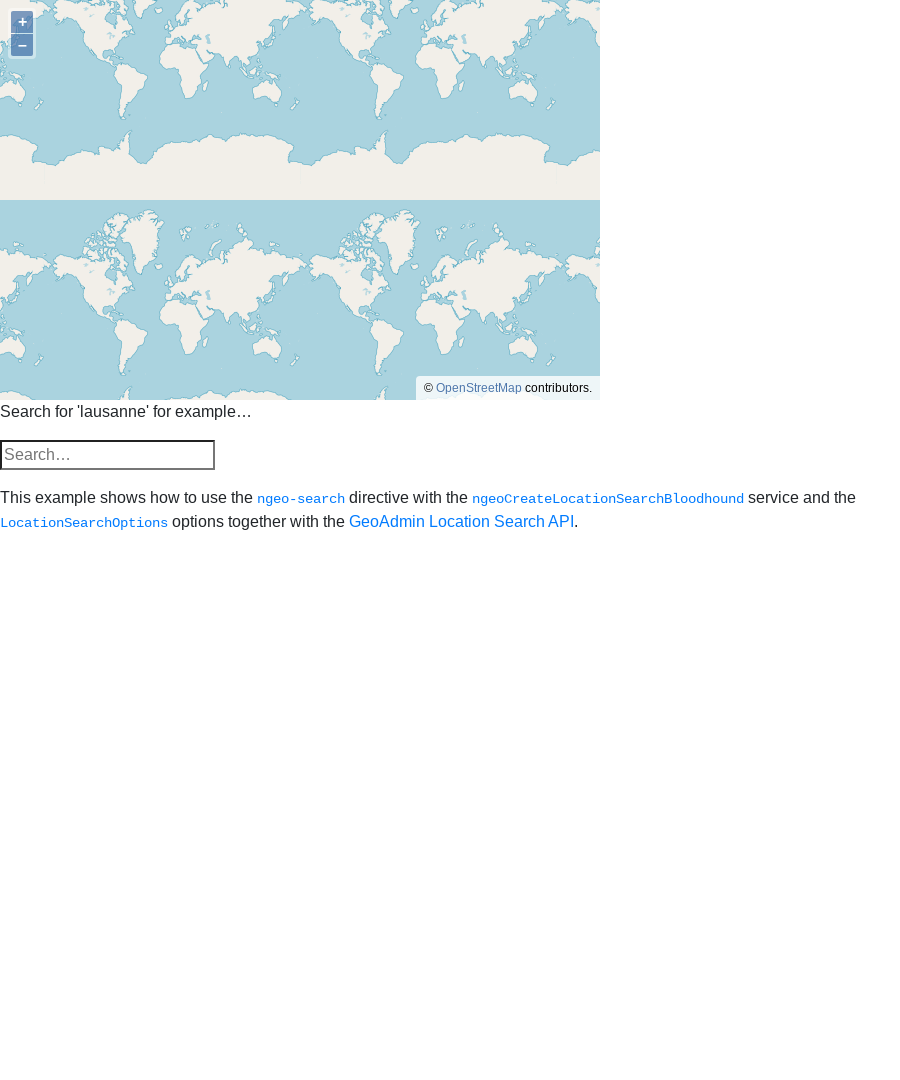 +
–
© OpenStreetMap contributors.
Search for 'lausanne' for example…
Search…
This example shows how to use the ngeo-search directive with the ngeoCreateLocationSearchBloodhound service and the
LocationSearchOptions options together with the GeoAdmin Location Search API.